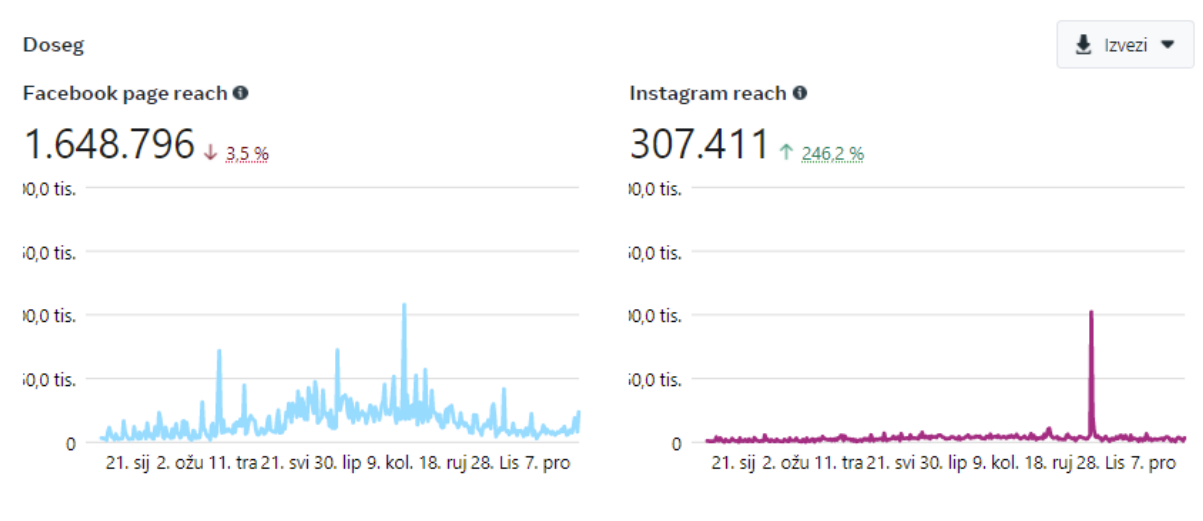 Doseg
Izvezi
Facebook page reach
Instagram reach
1.648.796 ↓ 3,5 %
307.411 ↑ 246,2 %
0,0 tis.
0,0 tis.
0,0 tis.
0,0 tis.
0
21. sij 2. ožu 11. tra 21. svi 30. lip 9. kol. 18. ruj 28. Lis 7. pro
0,0 tis.
0,0 tis.
0,0 tis.
0,0 tis.
0
21. sij 2. ožu 11. tra 21. svi 30. lip 9. kol. 18. ruj 28. Lis 7. pro